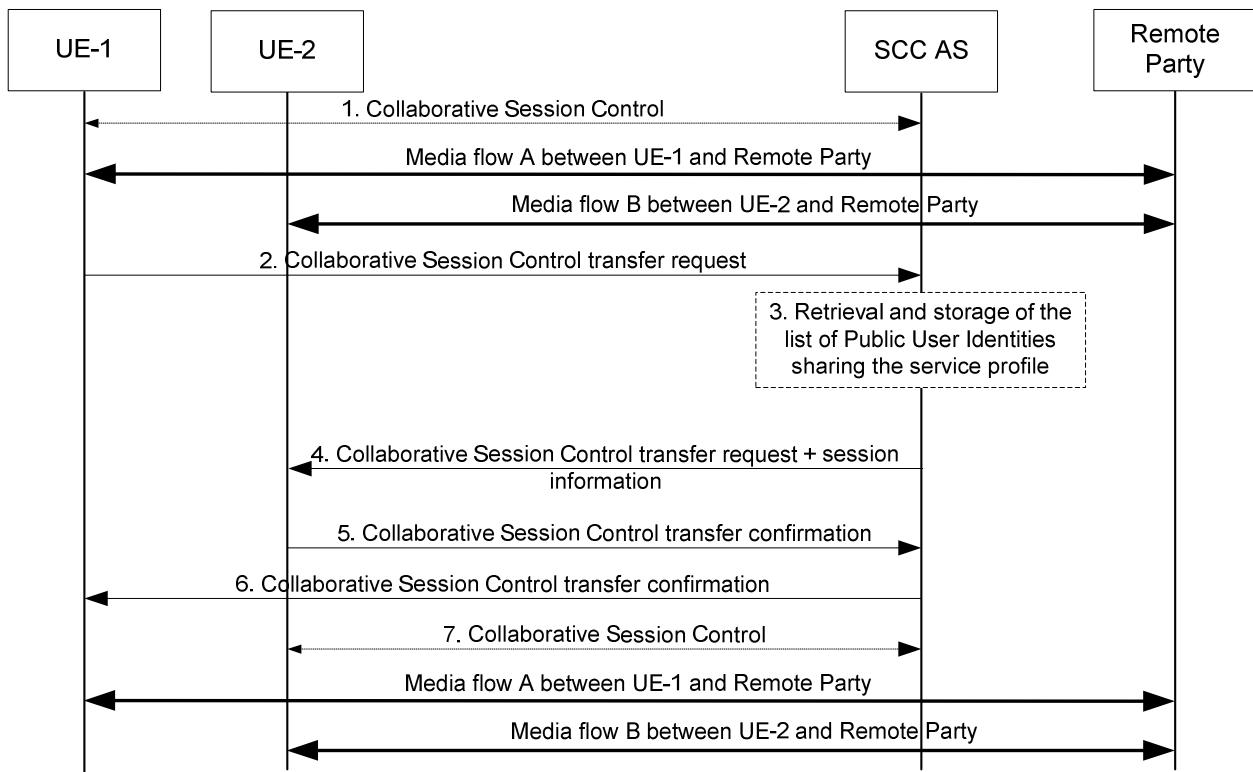 UE-1
UE-2
SCC AS
Remote
Party
1. Collaborative Session Control
Media flow A between UE-1 and Remote Party
Media flow B between UE-2 and Remote Party
2. Collaborative Session Control transfer request
3. Retrieval and storage of the
list of Public User Identities
sharing the service profile
4. Collaborative Session Control transfer request + session
information
5. Collaborative Session Control transfer confirmation
6. Collaborative Session Control transfer confirmation
7. Collaborative Session Control
Media flow A between UE-1 and Remote Party
Media flow B between UE-2 and Remote Party